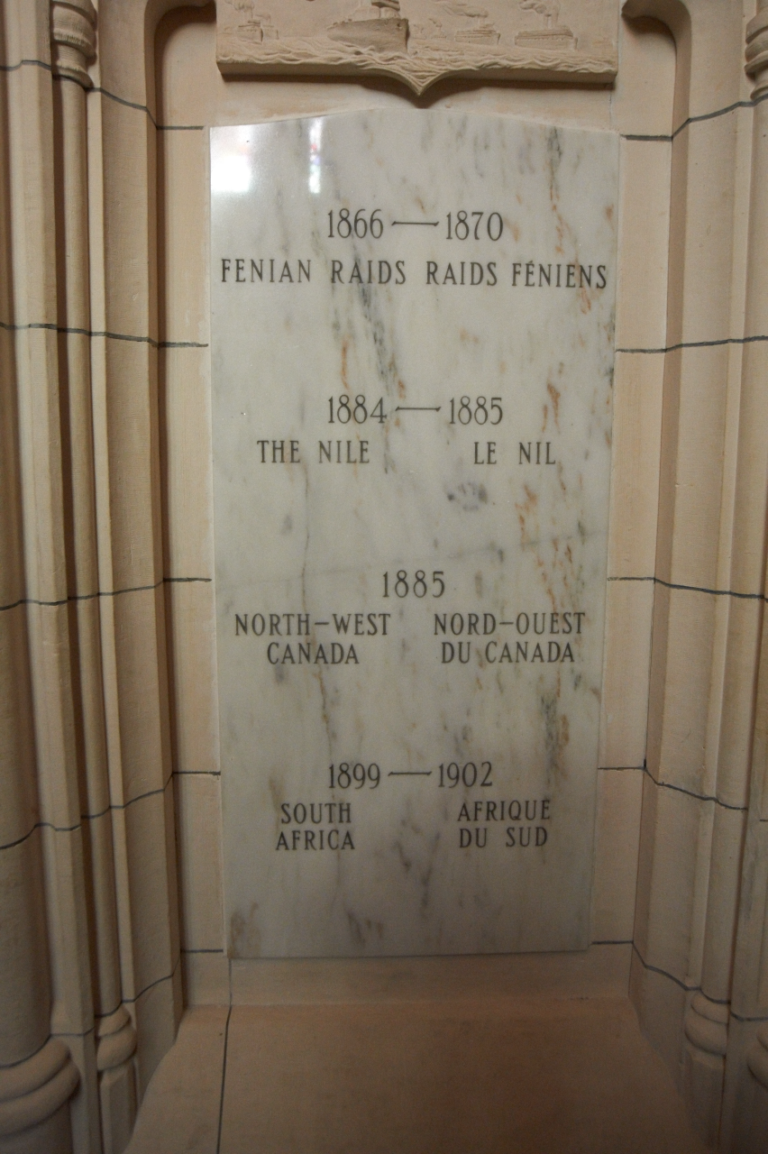 1866 — 1870
FENIAN RAIDS RAIDS FÉNIENS
1884 — 1885
THE NILE LE NIL
1885
NORTH-WEST NORD-OUEST
CANADA DU CANADA
1899 — 1902
SOUTH AFRIQUE
AFRICA DU SUD